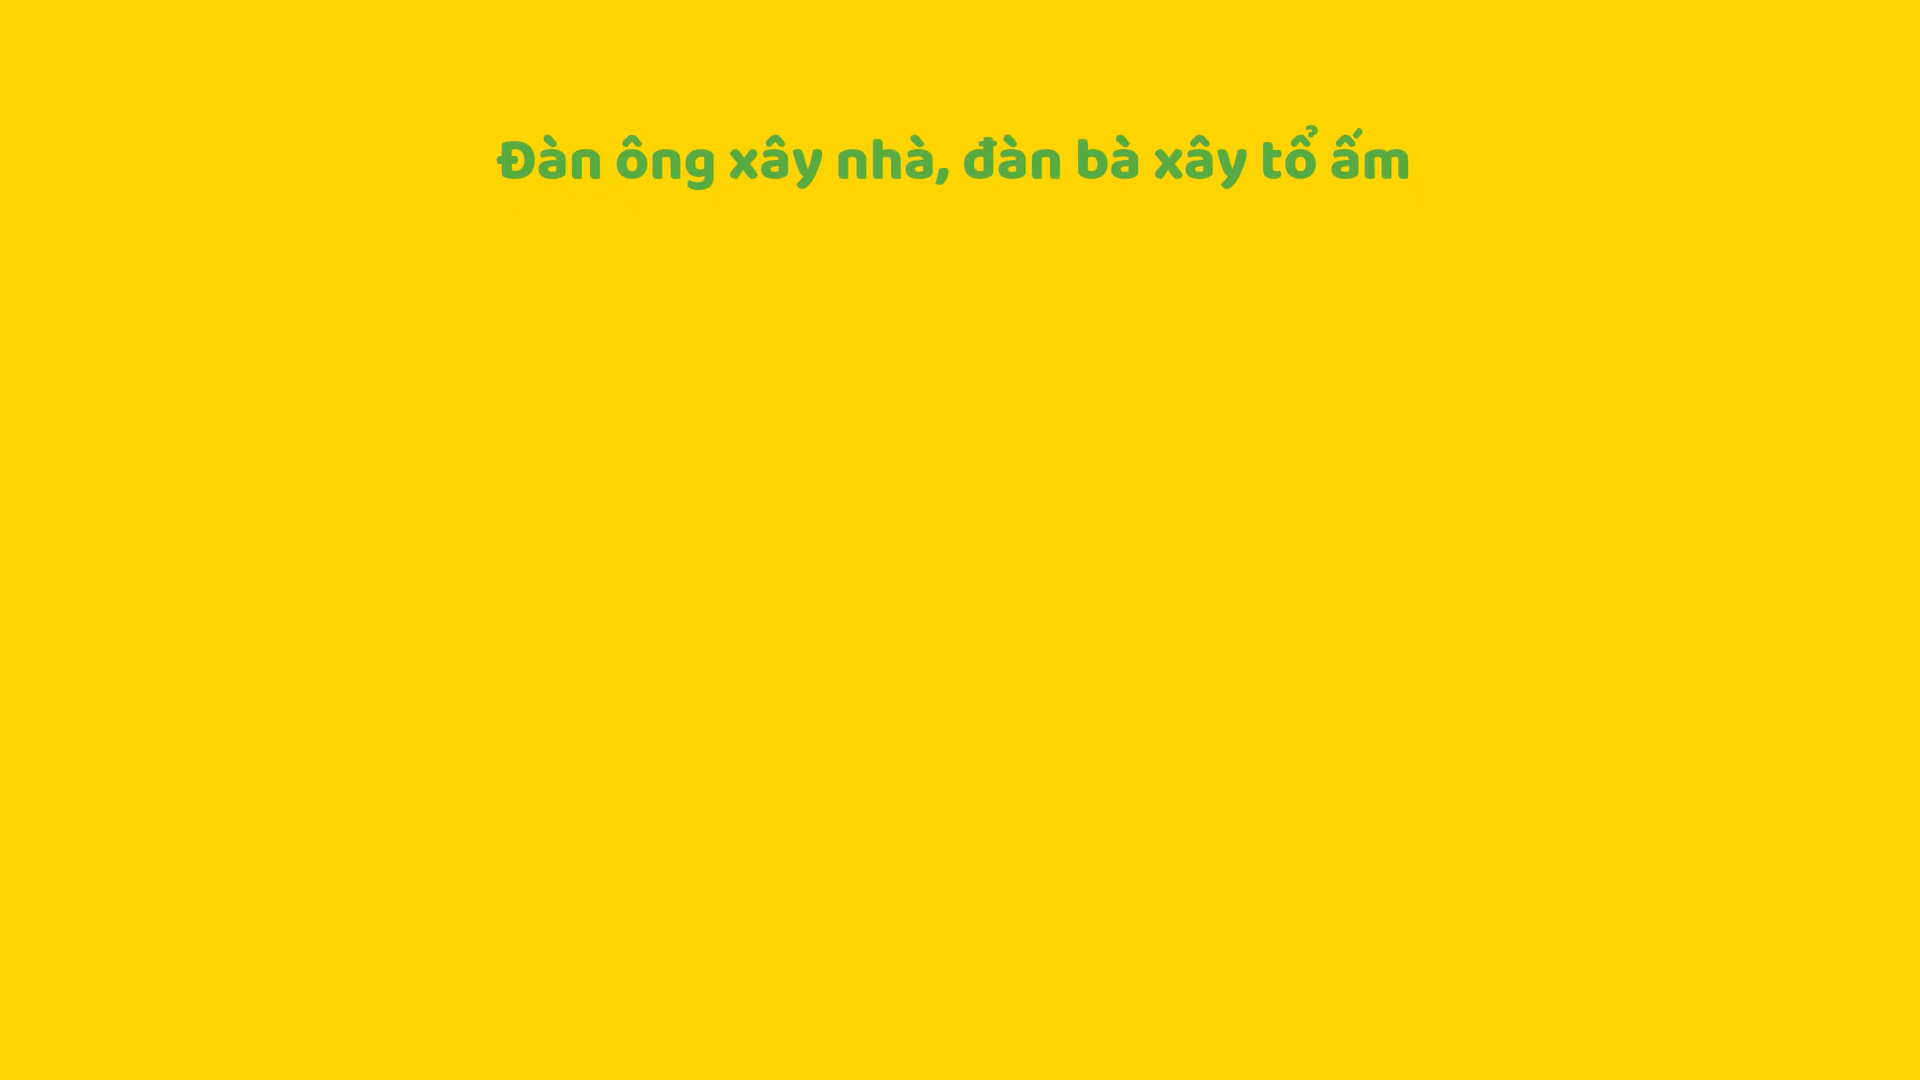 Đàn ông xây nhà, đàn bà xây tổ ấm